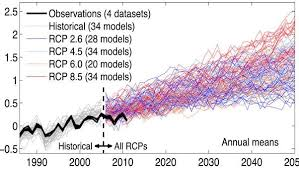 Observations (4 datasets)
Historical (34 models)
RCP 2.6 (28 models)
RCP 4.5 (34 models)
RCP 6.0 (20 models)
RCP 8.5 (34 models)
2.5
2
1.5
1
0.5
0
−0.5
Historical
All RCPs
Annual means
1990
2000
2010
2020
2030
2040
205